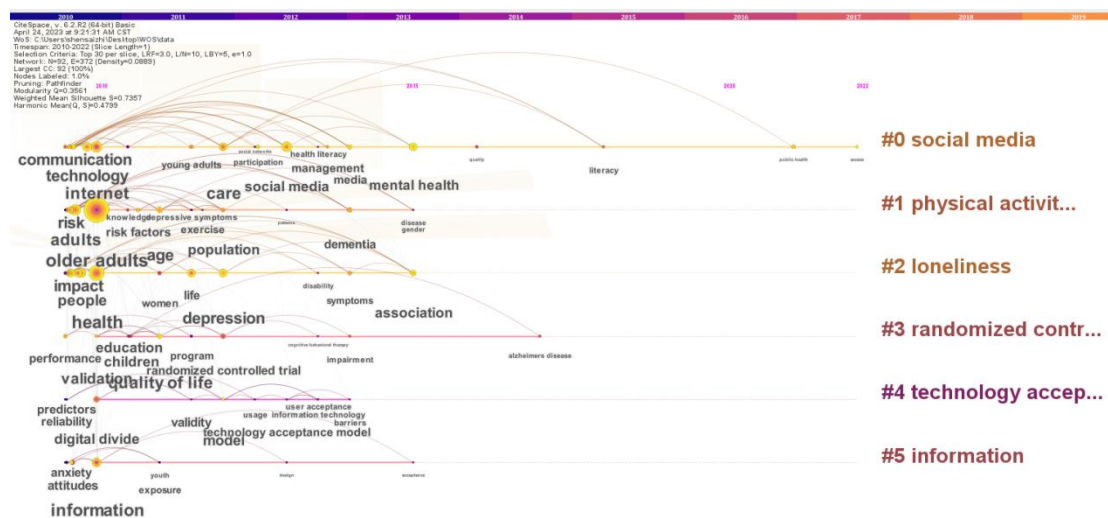 2010 2011 2012 2013 2014 2015 2016 2017 2018 2019
CiteSpace, v. 6.2.R2 (64-bit) Basic
April 24, 2023 at 9:21:31 AM CST
WoS: C:\Users\shensaizhi\Desktop\WOS\data
Timespan: 2010-2022 (Slice Length=1)
Selection Criteria: Top 30 per slice, LRF=3.0, L/N=10, LBY=5, e=1.0
Network: N=92, E=372 (Density=0.0889)
Largest CC: 92 (100%)
Nodes Labeled: 1.0%
Pruning: Pathfinder
Modularity Q=0.3561
Weighted Mean Silhouette S=0.7357
Harmonic Mean(Q, S)=0.4799
2010 2015 2020 2022
#0 social media
social networks
communication
young adults
participation
health literacy
quality
public health
access
technology
management
literacy
internet
care
social media
media
mental health
#1 physical activit...
risk
knowledge
depressive symptoms
disease
adults
risk factors
exercise
gender
older adults
age
population
dementia
#2 loneliness
impact
people
women
life
disability
symptoms
health
depression
association
#3 randomized contr...
education
cognitive behavioral therapy
performance
children
program
impairment
alzheimers disease
validation
randomized controlled trial
quality of life
#4 technology accep...
predictors
user acceptance
reliability
validity
usage
information technology
barriers
digital divide
model
technology acceptance model
#5 information
anxiety
youth
design
acceptance
attitudes
exposure
information